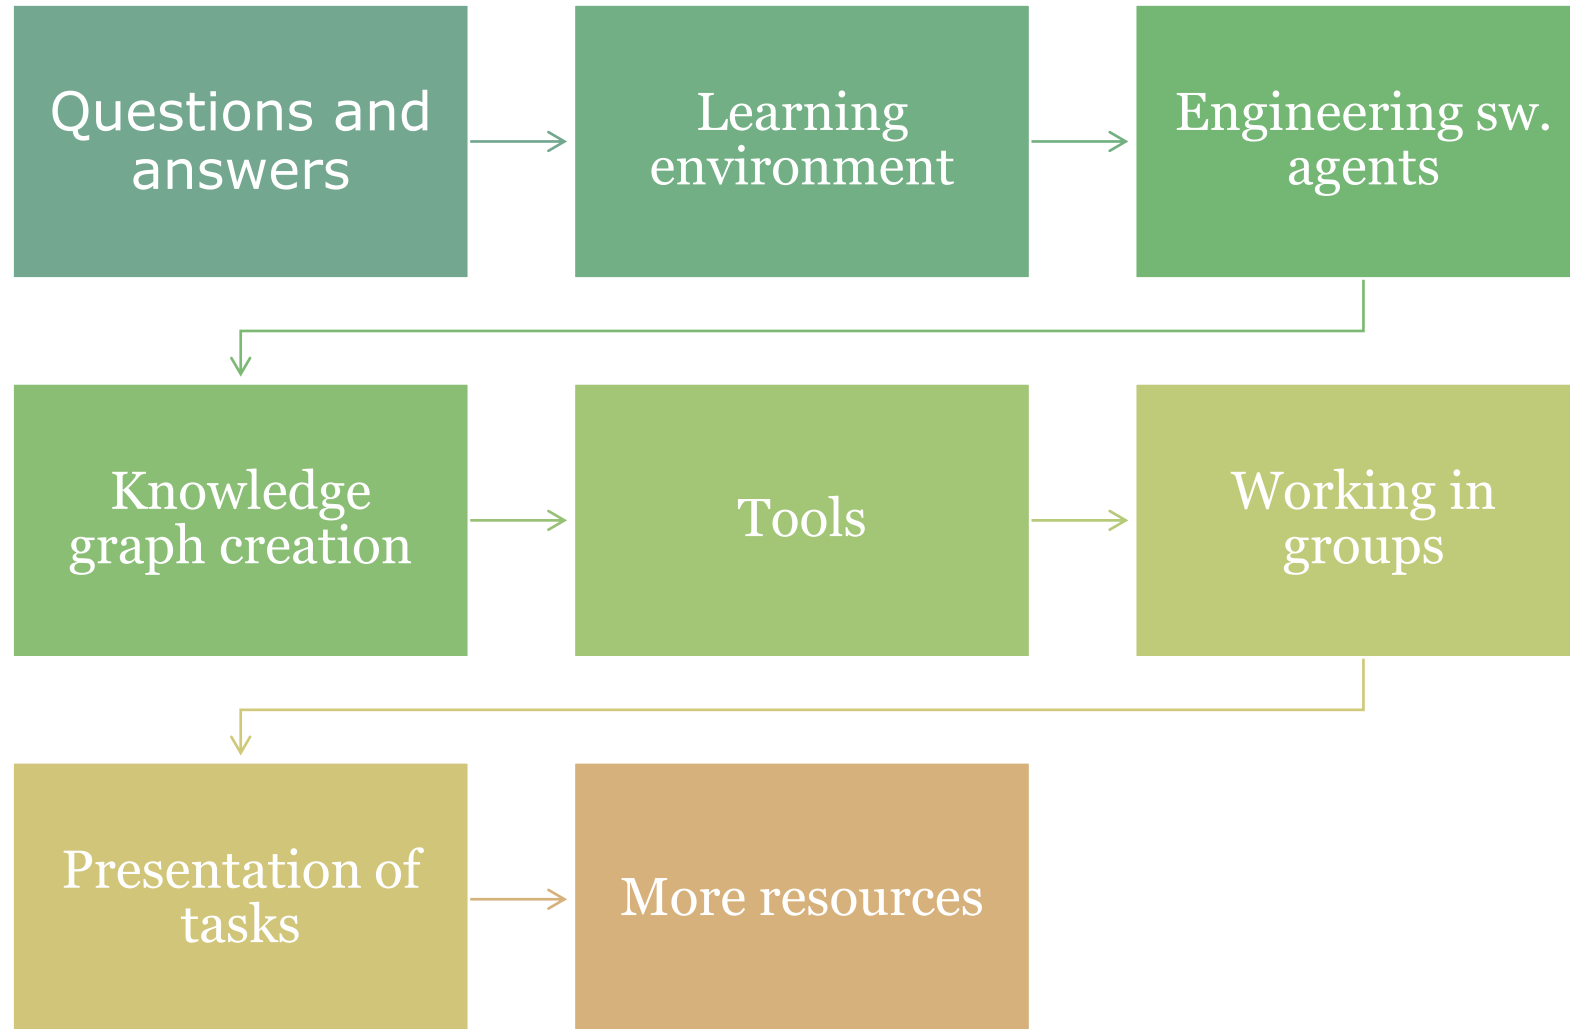 Questions and
answers
Learning
environment
Engineering sw.
agents
Knowledge
graph creation
Tools
Working in
groups
Presentation of
tasks
More resources